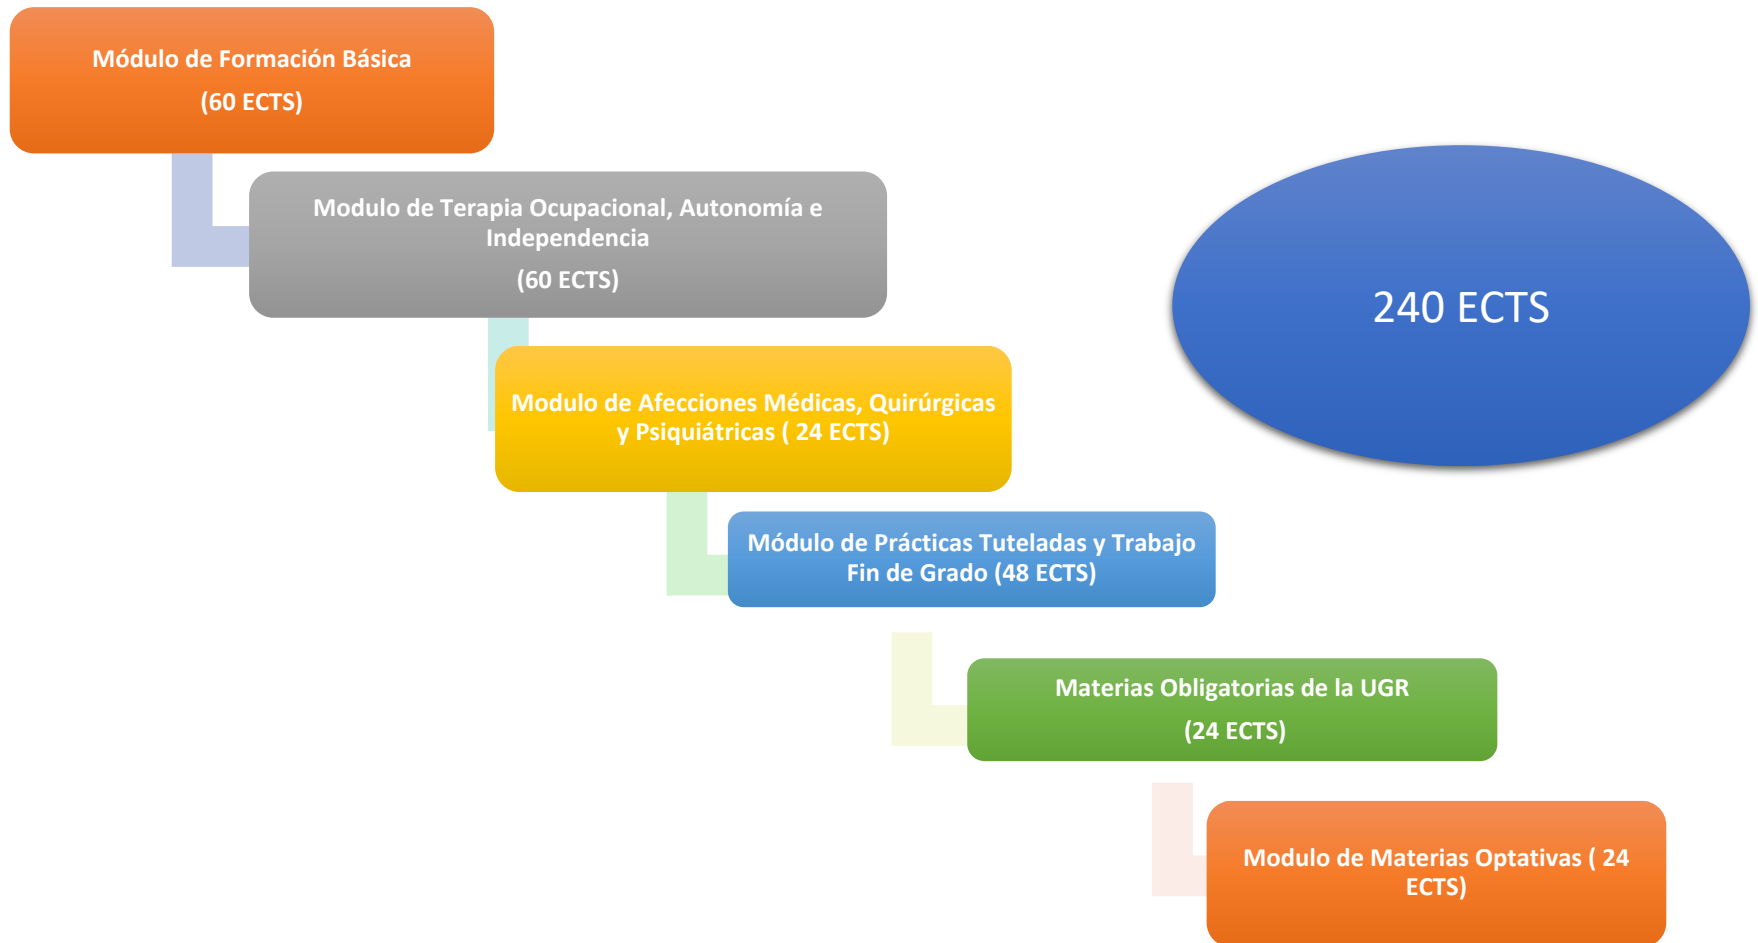 Módulo de Formación Básica
(60 ECTS)
Modulo de Terapia Ocupacional, Autonomía e
Independencia
(60 ECTS)
240 ECTS
Modulo de Afecciones Médicas, Quirúrgicas
y Psiquiátricas ( 24 ECTS)
Módulo de Prácticas Tuteladas y Trabajo
Fin de Grado (48 ECTS)
Materias Obligatorias de la UGR
(24 ECTS)
Modulo de Materias Optativas ( 24
ECTS)